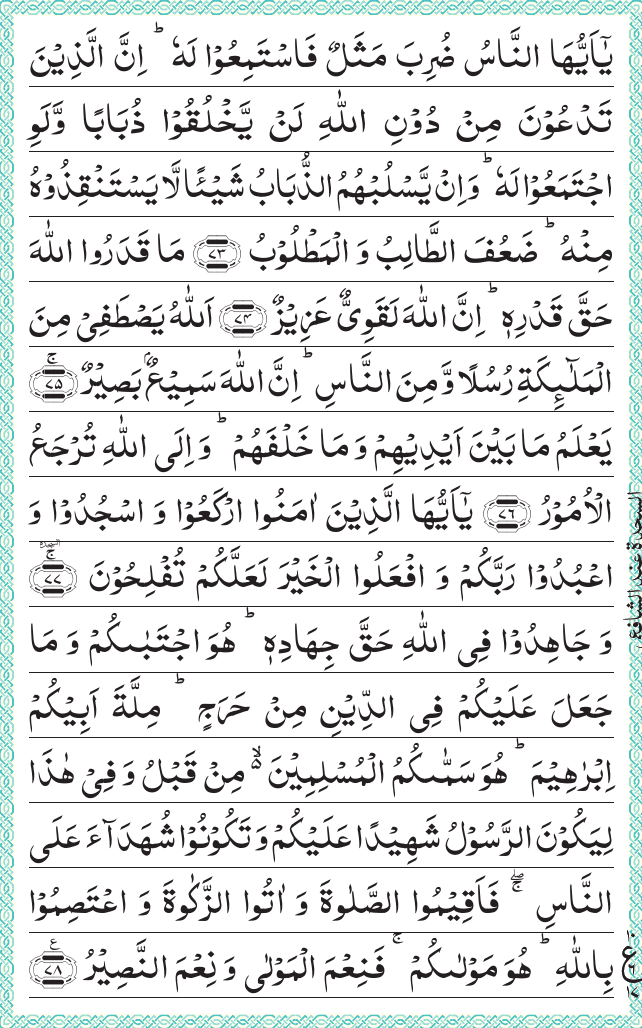 یٰۤاَیُّهَا النَّاسُ ضُرِبَ مَثَلٌ فَاسْتَمِعُوْا لَهٗ ؕ اِنَّ الَّذِیْنَ
تَدْعُوْنَ مِنْ دُوْنِ اللّٰهِ لَنْ یَّخْلُقُوْا ذُبَابًا وَّلَوِ
اجْتَمَعُوْا لَهٗ ؕ وَ اِنْ یَّسْلُبْهُمُ الذُّبَابُ شَیْـًٔا لَّا یَسْتَنْقِذُوْهُ
مِنْهُ ؕ ضَعُفَ الطَّالِبُ وَ الْمَطْلُوْبُ ﴿۷۳﴾ مَا قَدَرُوا اللّٰهَ
حَقَّ قَدْرِهٖ ؕ اِنَّ اللّٰهَ لَقَوِیٌّ عَزِیْزٌ ﴿۷۴﴾ اَللّٰهُ یَصْطَفِیْ مِنَ
الْمَلٰٓئِكَةِ رُسُلًا وَّ مِنَ النَّاسِ ؕ اِنَّ اللّٰهَ سَمِیْعٌۢ بَصِیْرٌ ﴿ۚ۷۵﴾
یَعْلَمُ مَا بَیْنَ اَیْدِیْهِمْ وَ مَا خَلْفَهُمْ ؕ وَ اِلَی اللّٰهِ تُرْجَعُ
الْاُمُوْرُ ﴿۷۶﴾ یٰۤاَیُّهَا الَّذِیْنَ اٰمَنُوا ارْكَعُوْا وَ اسْجُدُوْا وَ
اعْبُدُوْا رَبَّكُمْ وَ افْعَلُوا الْخَیْرَ لَعَلَّكُمْ تُفْلِحُوْنَ ﴿ۚ۷۷﴾ السجدة
وَ جَاهِدُوْا فِی اللّٰهِ حَقَّ جِهَادِهٖ ؕ هُوَ اجْتَبٰىكُمْ وَ مَا
جَعَلَ عَلَیْكُمْ فِی الدِّیْنِ مِنْ حَرَجٍ ؕ مِلَّةَ اَبِیْكُمْ
اِبْرٰهِیْمَ ؕ هُوَ سَمّٰىكُمُ الْمُسْلِمِیْنَ ۙ۬ مِنْ قَبْلُ وَ فِیْ هٰذَا
لِیَكُوْنَ الرَّسُوْلُ شَهِیْدًا عَلَیْكُمْ وَ تَكُوْنُوْا شُهَدَآءَ عَلَی
النَّاسِ ۚۖ فَاَقِیْمُوا الصَّلٰوةَ وَ اٰتُوا الزَّكٰوةَ وَ اعْتَصِمُوْا
بِاللّٰهِ ؕ هُوَ مَوْلٰىكُمْ ۚ فَنِعْمَ الْمَوْلٰی وَ نِعْمَ النَّصِیْرُ ﴿۷۸﴾ ع